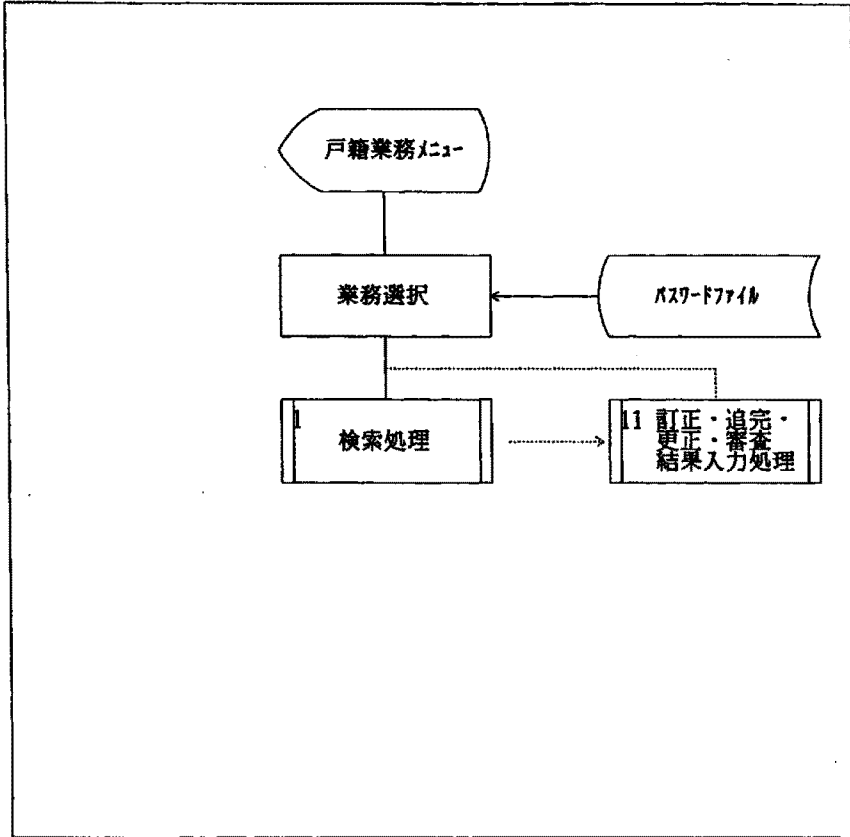 戸籍業務ﾒﾆｭｰ
業務選択
ﾊﾟｽﾜｰﾄﾞﾌｧｲﾙ
1
検索処理
11 訂正・追完・
更正・審査
結果入力処理